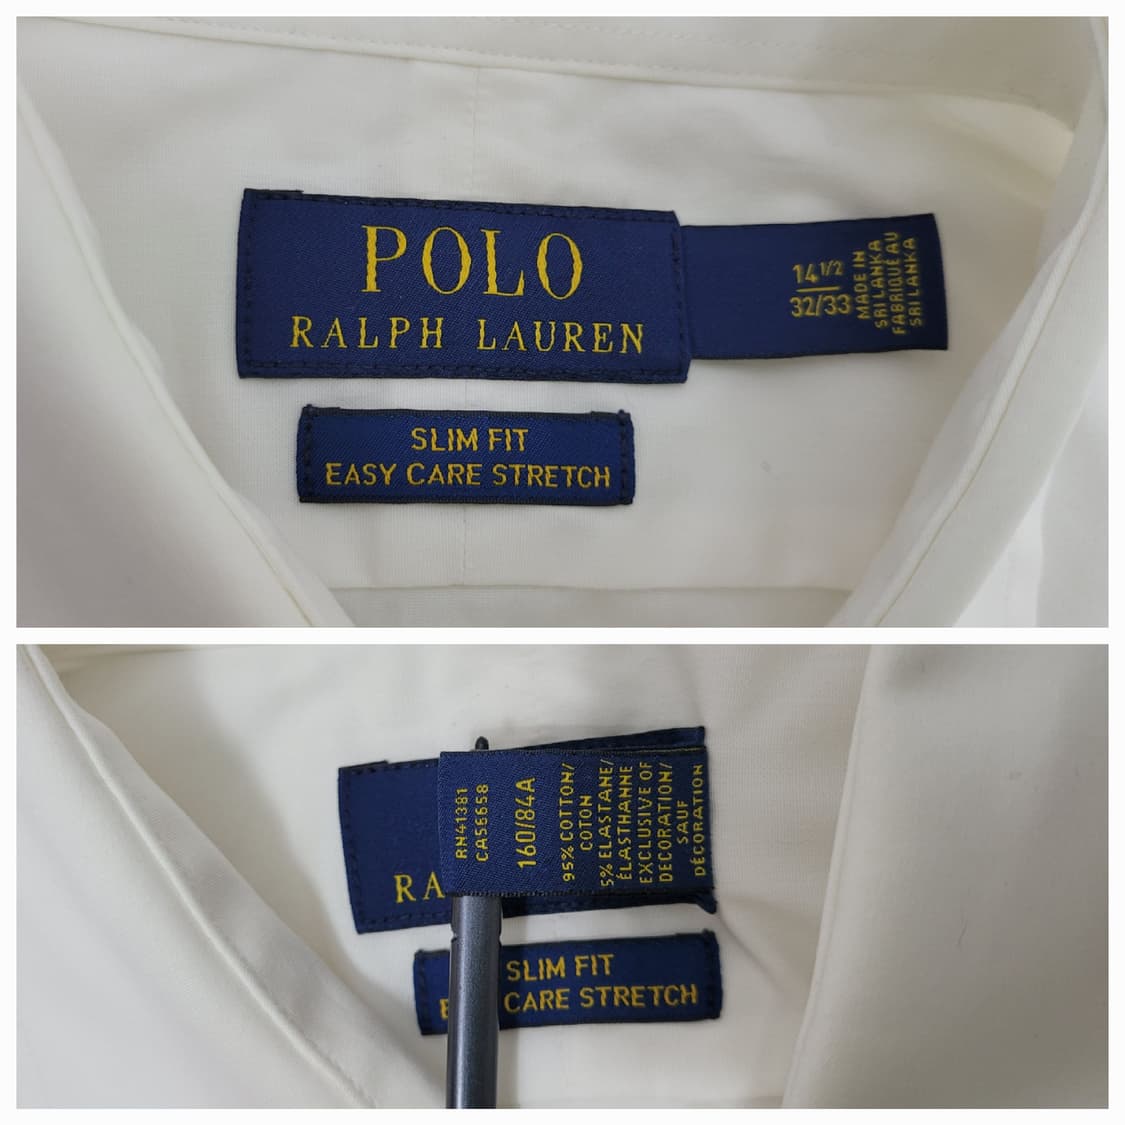 POLO
RALPH LAUREN
14 1/2
32/33
MADE IN
SRI LANKA
FABRIQUÉ AU
SRI LANKA
SLIM FIT
EASY CARE STRETCH
RA
RN41381
CA56658
160/84A
95% COTTON/
COTON
5% ELASTANE/
ÉLASTHANNE
EXCLUSIVE OF
DECORATION/
SAUF
DÉCORATION
SLIM FIT
E CARE STRETCH